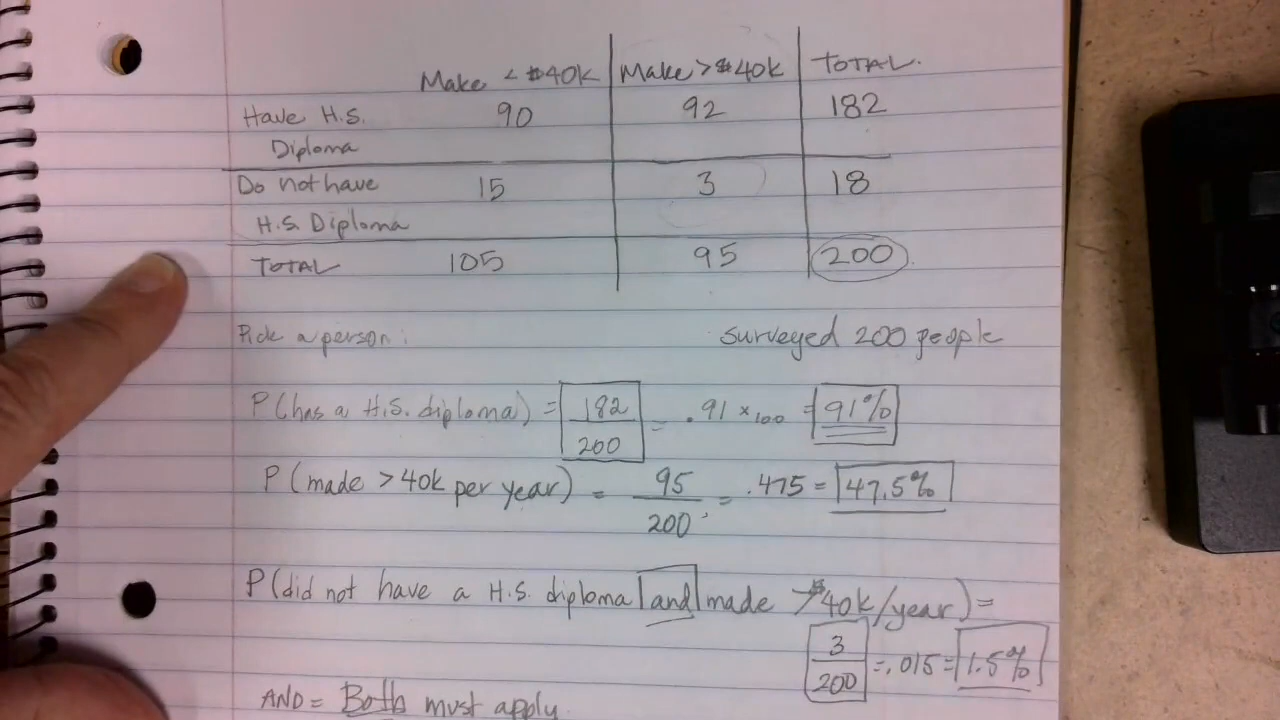 Make < $40k Make > $40k TOTAL.
Have H.S. 90 92 182
Diploma
Do not have 15 3 18
H.S. Diploma
TOTAL 105 95 200
Pick a person: surveyed 200 people
P(has a H.S. diploma) = 182/200 = .91 x 100 = 91%
P(made >40k per year) = 95/200 = .475 = 47.5%
P(did not have a H.S. diploma and made >$40k/year) =
3/200 = .015 = 1.5%
AND = Both must apply.